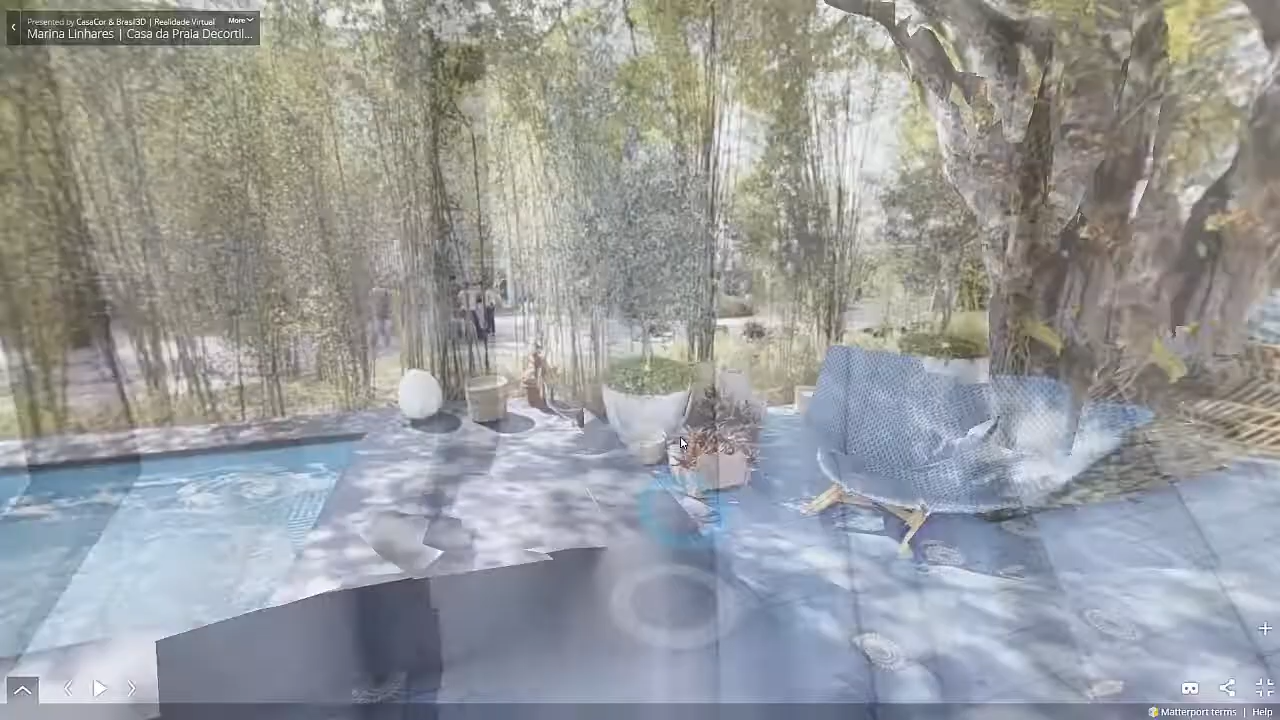 Presented by CasaCor & Brasil3D | Realidade Virtual
More
Marina Linhares | Casa da Praia Decortil...
Matterport terms | Help